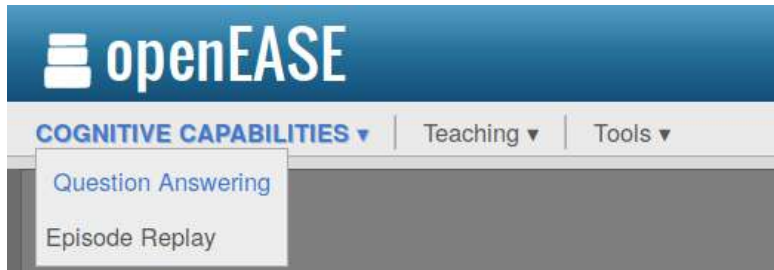 openEASE
COGNITIVE CAPABILITIES ▾ Teaching ▾ Tools ▾
Question Answering
Episode Replay